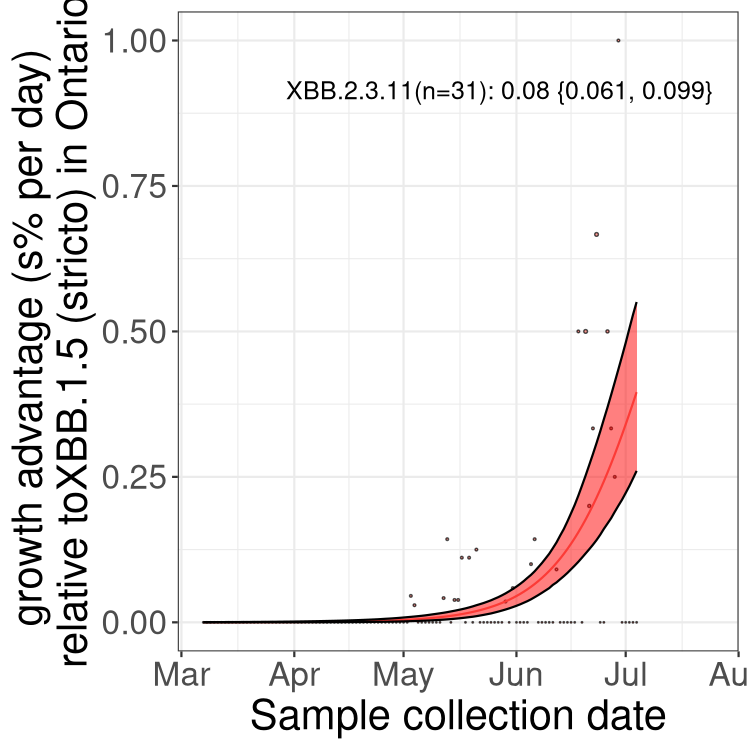 growth advantage (s% per day)
relative toXBB.1.5 (stricto) in Ontario
1.00
0.75
0.50
0.25
0.00
XBB.2.3.11(n=31): 0.08 {0.061, 0.099}
Mar Apr May Jun Jul Au
Sample collection date